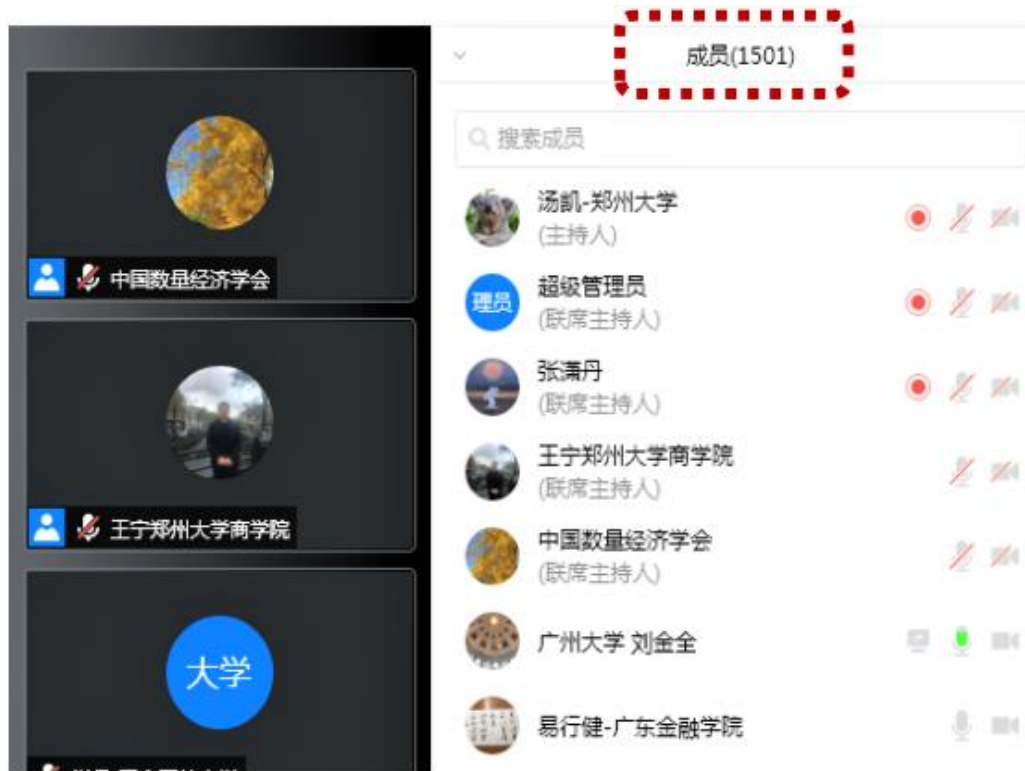 中国数量经济学会
王宁郑州大学商学院
大学
成员(1501)
搜索成员
汤凯-郑州大学
(主持人)
理员
超级管理员
(联席主持人)
张潇丹
(联席主持人)
王宁郑州大学商学院
(联席主持人)
中国数量经济学会
(联席主持人)
广州大学 刘金全
易行健-广东金融学院